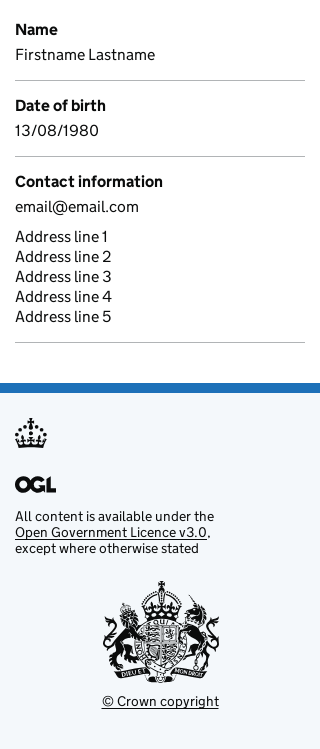 Name
Firstname Lastname
Date of birth
13/08/1980
Contact information
email@email.com
Address line 1
Address line 2
Address line 3
Address line 4
Address line 5
OGL
All content is available under the
Open Government Licence v3.0,
except where otherwise stated
DIEU ET MON DROIT
© Crown copyright